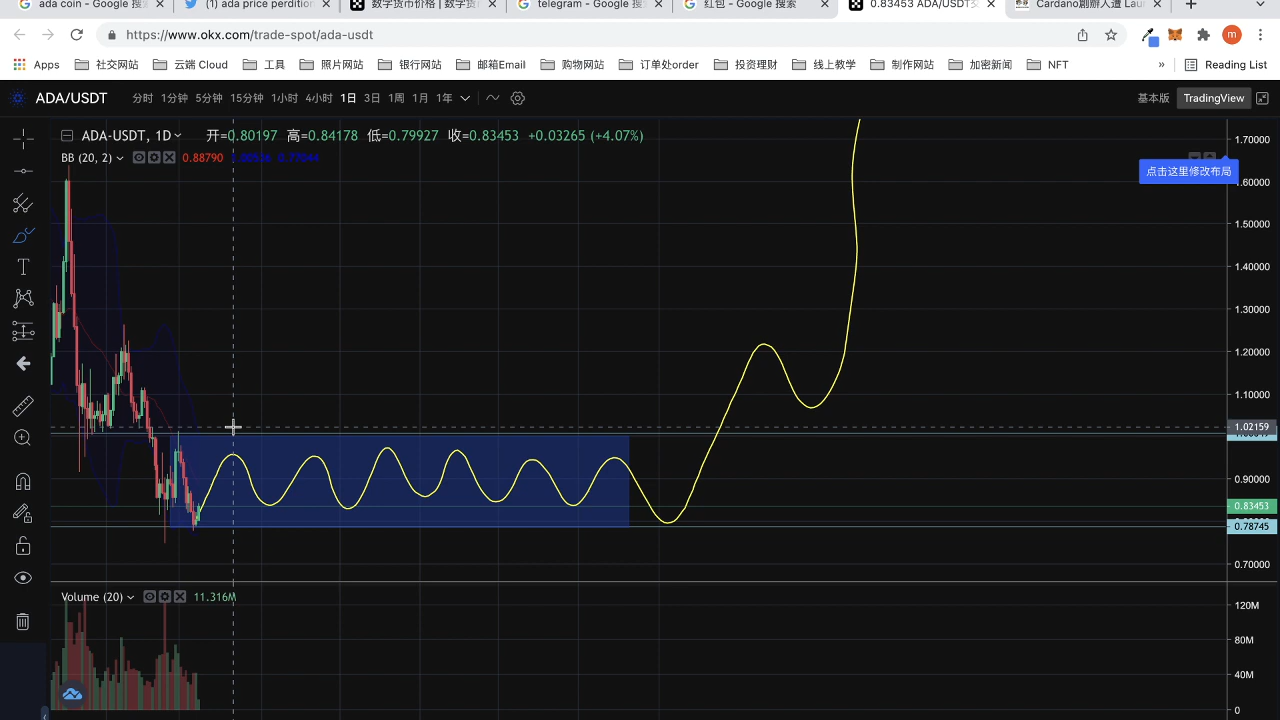 ada coin - Google 搜
(1) ada price perdition
数字货币价格 | 数字货
telegram - Google 搜
红包 - Google 搜索
0.83453 ADA/USDT
Cardano創辦人遭 Lau
https://www.okx.com/trade-spot/ada-usdt
m
Apps 社交网站 云端 Cloud 工具 照片网站 银行网站 邮箱Email 购物网站 订单处order 投资理财 线上教学 制作网站 加密新闻 NFT » Reading List
ADA/USDT 分时 1分钟 5分钟 15分钟 1小时 4小时 1日 3日 1周 1月 1年 基本版 TradingView
ADA-USDT, 1D 开=0.80197 高=0.84178 低=0.79927 收=0.83453 +0.03265 (+4.07%)
BB (20, 2) 0.88790
点击这里修改布局
1.70000
1.60000
1.50000
1.40000
1.30000
1.20000
1.10000
1.02159
0.90000
0.83453
0.78745
0.70000
Volume (20) 11.316M
120M
80M
40M
0